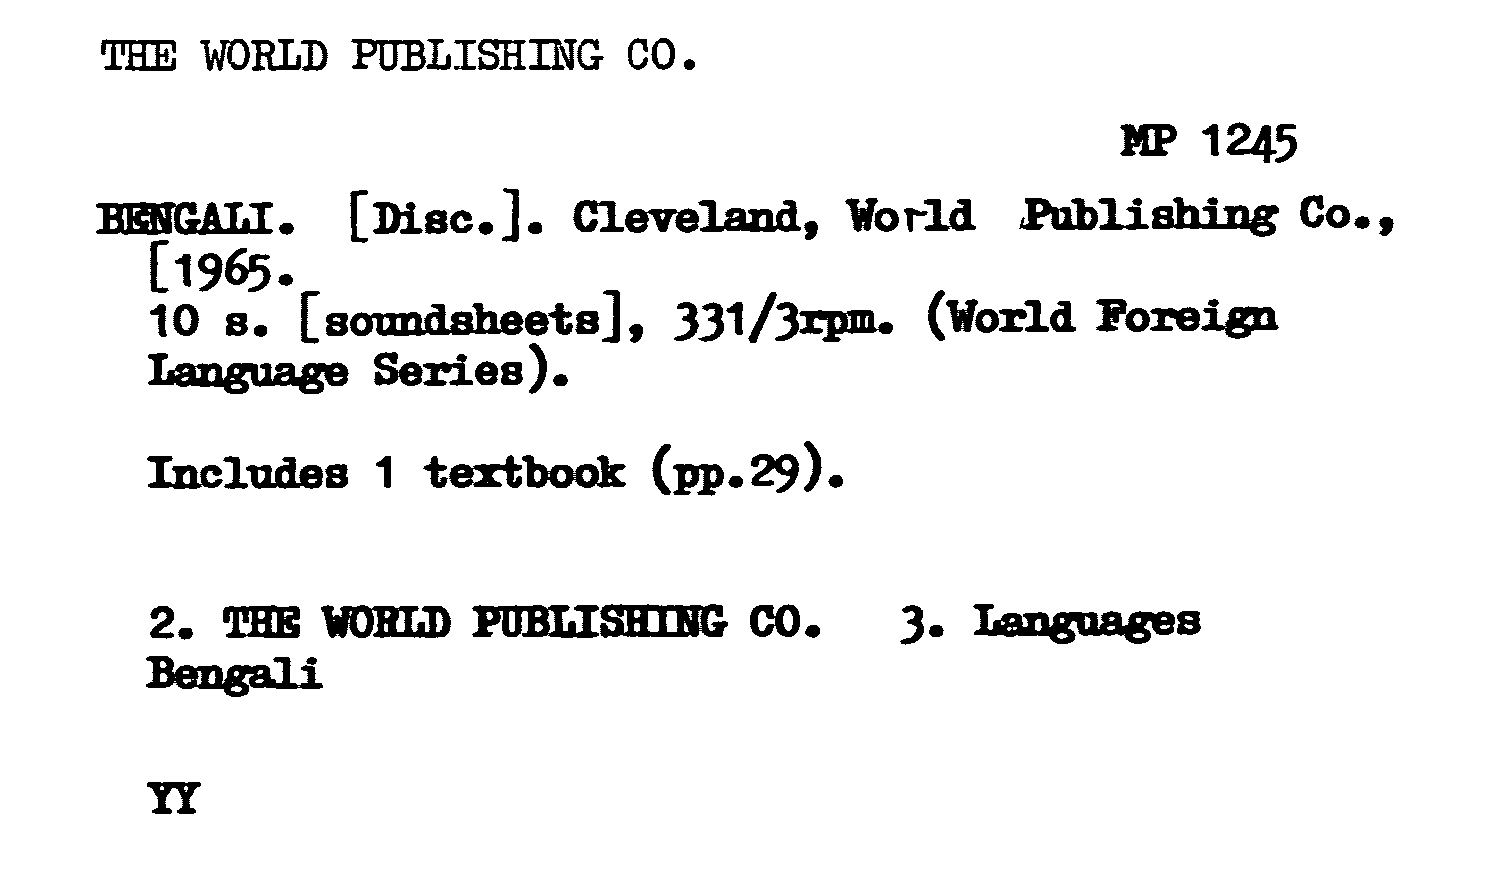 THE WORLD PUBLISHING CO.
MP 1245
BENGALI. [Disc.]. Cleveland, World Publishing Co.,
[1965.
10 s. [soundsheets], 331/3rpm. (World Foreign
Language Series).
Includes 1 textbook (pp.29).
2. THE WORLD PUBLISHING CO. 3. Languages
Bengali
YY